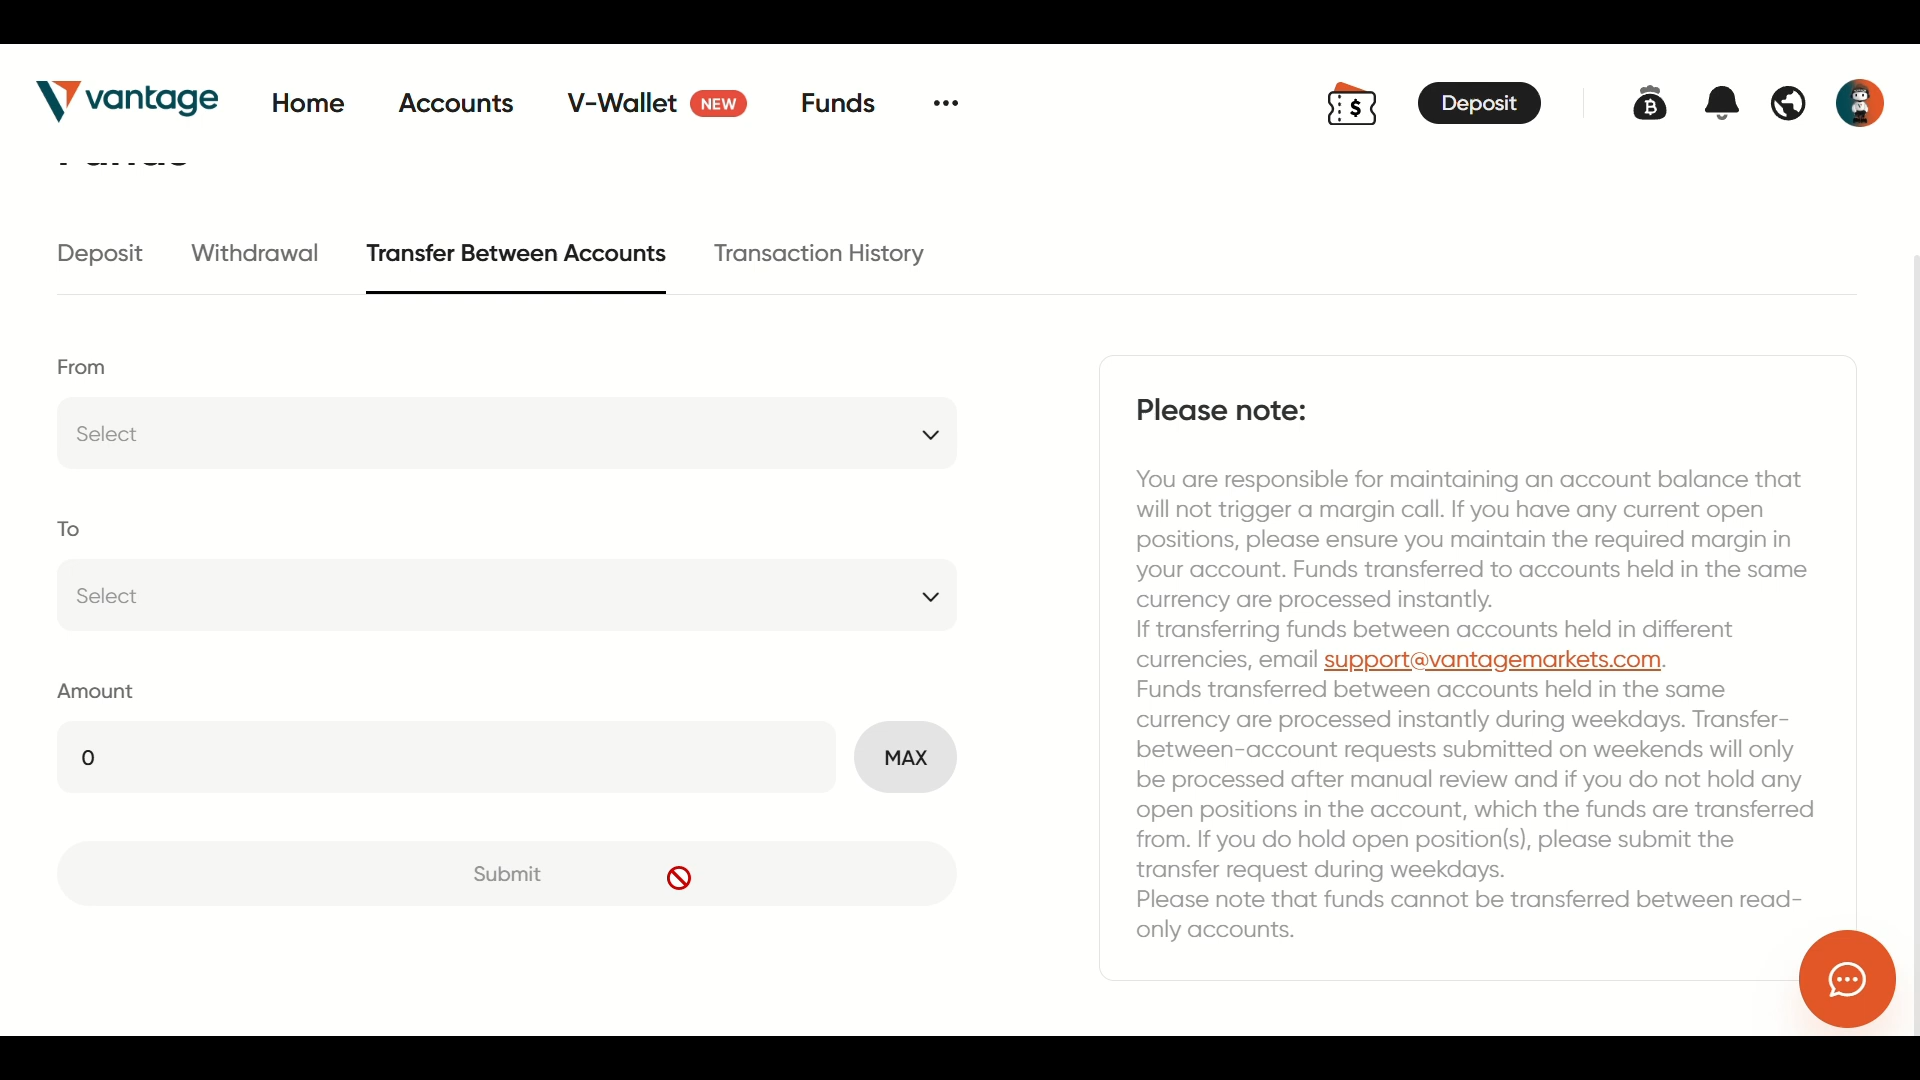 vantage
Home
Accounts
V-Wallet NEW
Funds
Deposit
Funds
Deposit
Withdrawal
Transfer Between Accounts
Transaction History
From
Select
To
Select
Amount
0
MAX
Submit
Please note:
You are responsible for maintaining an account balance that
will not trigger a margin call. If you have any current open
positions, please ensure you maintain the required margin in
your account. Funds transferred to accounts held in the same
currency are processed instantly.
If transferring funds between accounts held in different
currencies, email support@vantagemarkets.com.
Funds transferred between accounts held in the same
currency are processed instantly during weekdays. Transfer-
between-account requests submitted on weekends will only
be processed after manual review and if you do not hold any
open positions in the account, which the funds are transferred
from. If you do hold open position(s), please submit the
transfer request during weekdays.
Please note that funds cannot be transferred between read-
only accounts.